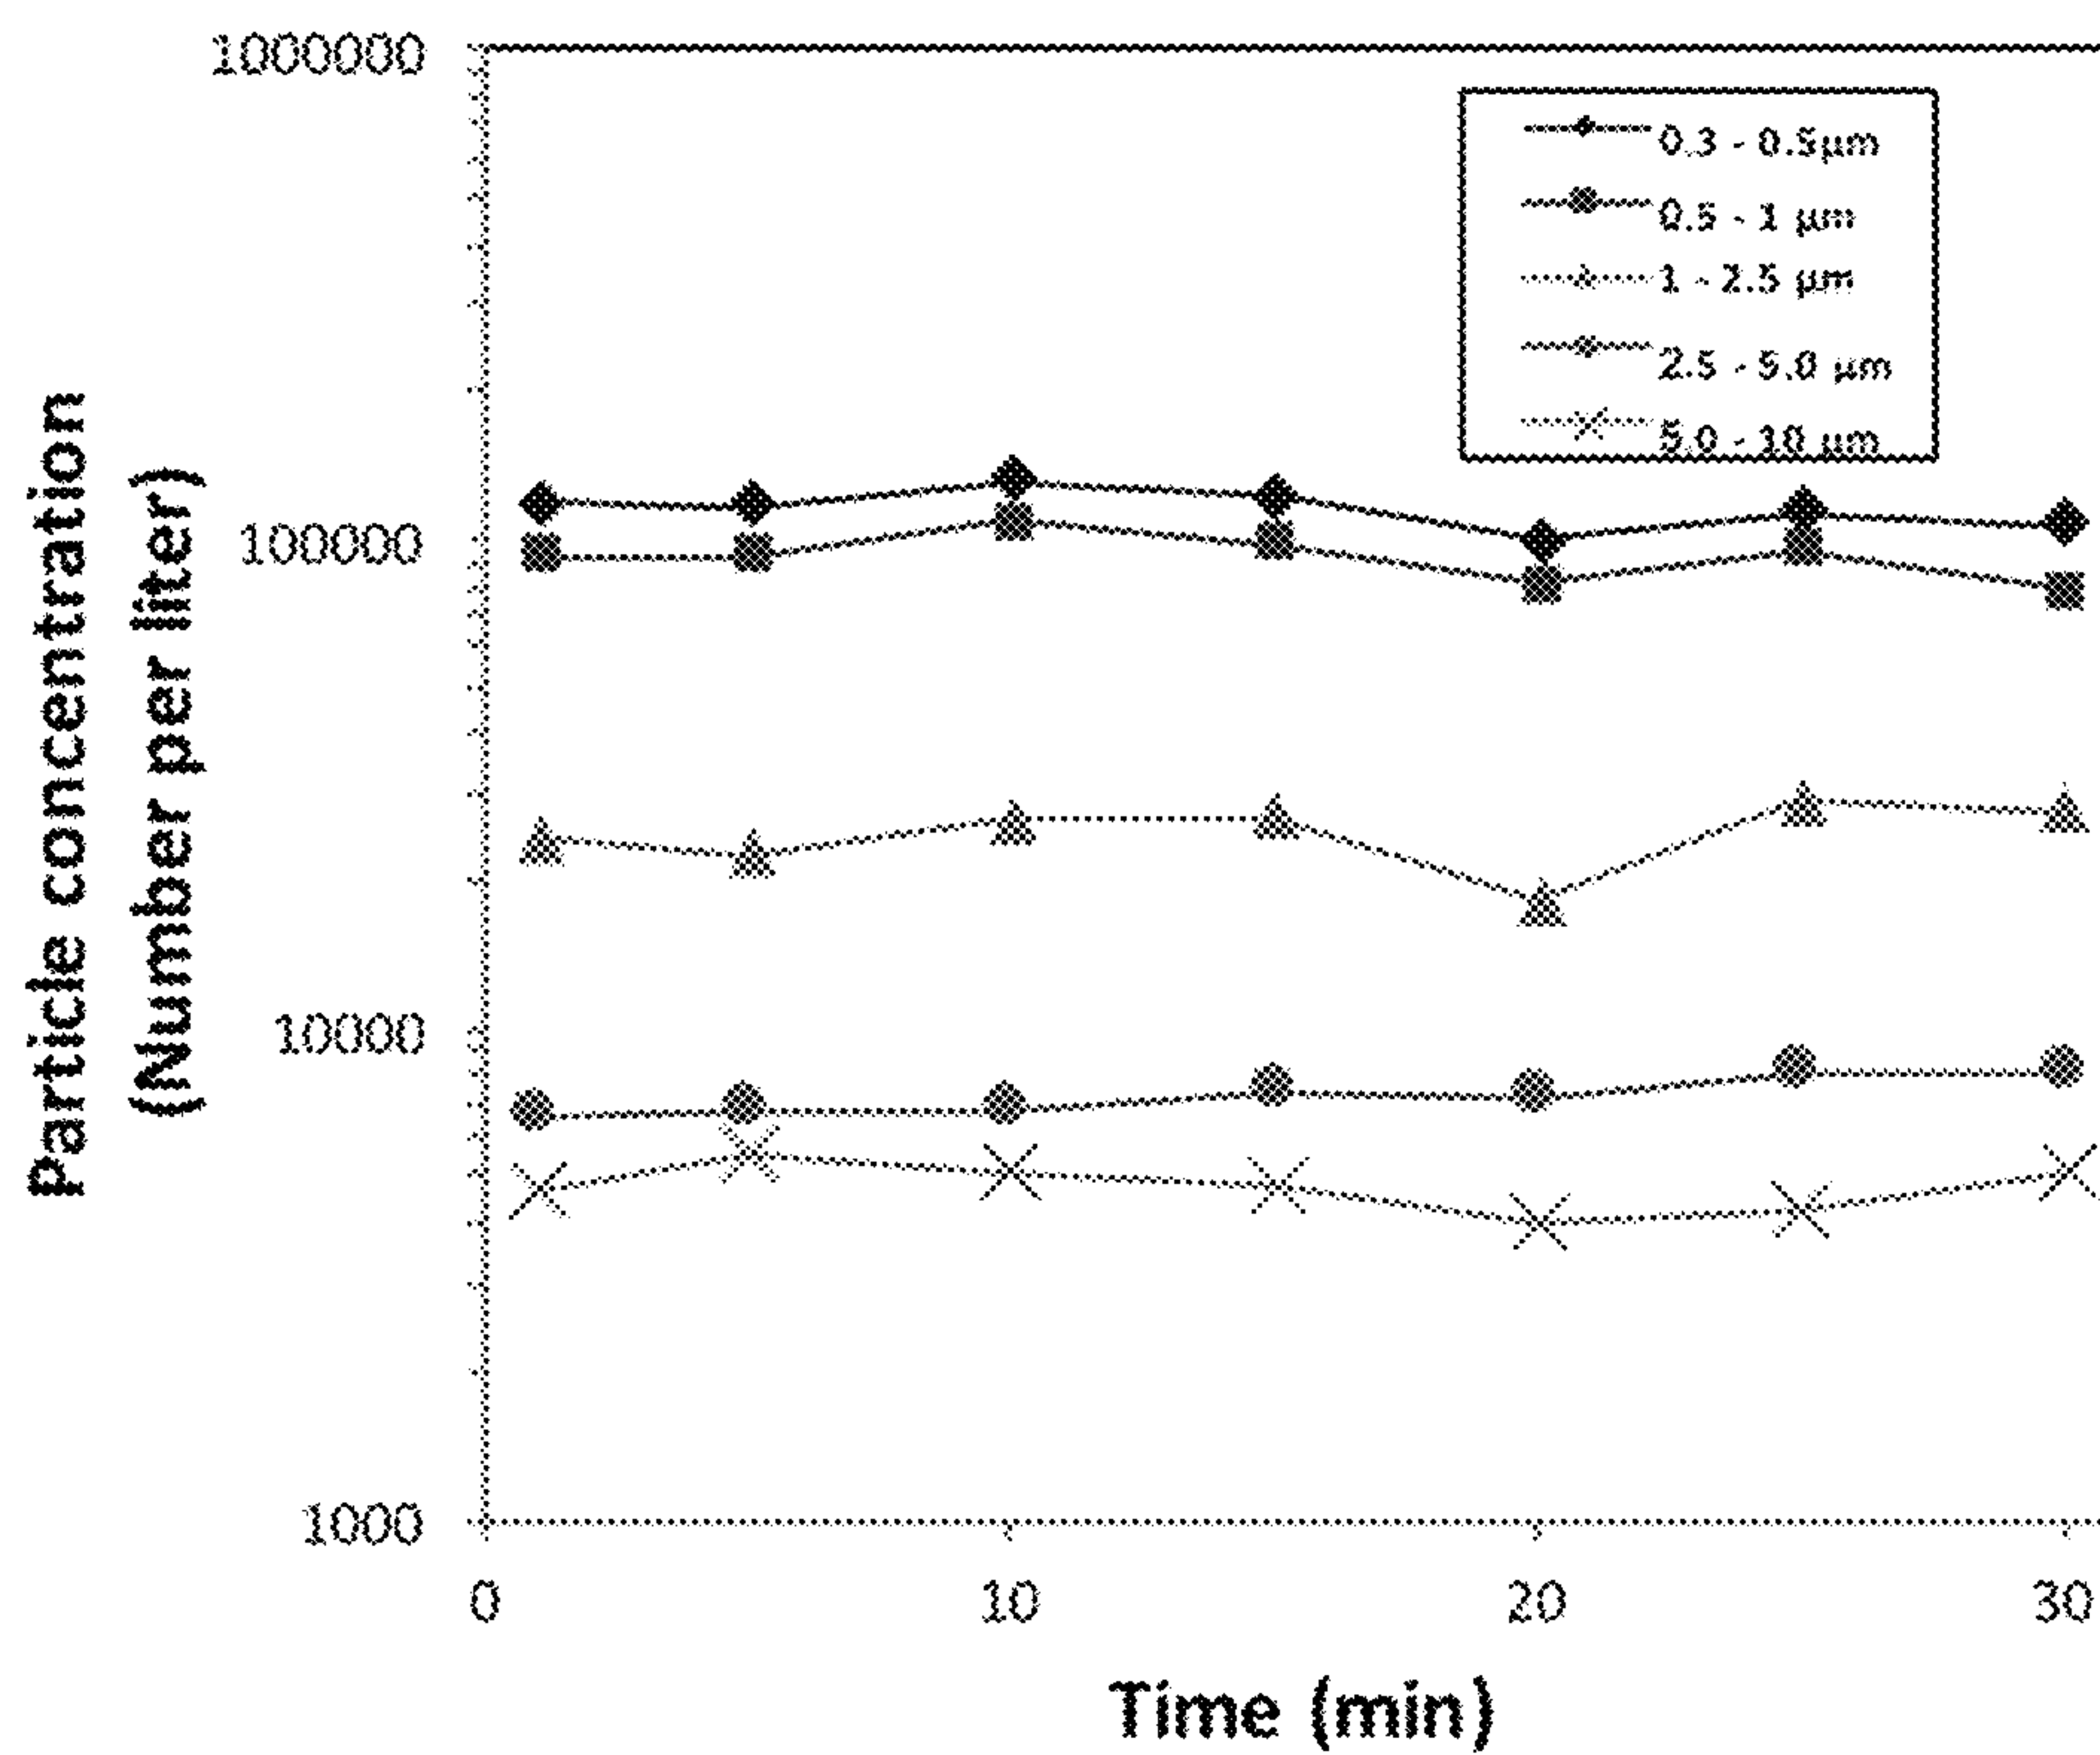 1000000
100000
10000
1000
Particle concentration
(Number per liter)
0.3 - 0.5µm
0.5 - 1 µm
1 - 2.5 µm
2.5 - 5.0 µm
5.0 - 10 µm
0 10 20 30
Time (min)